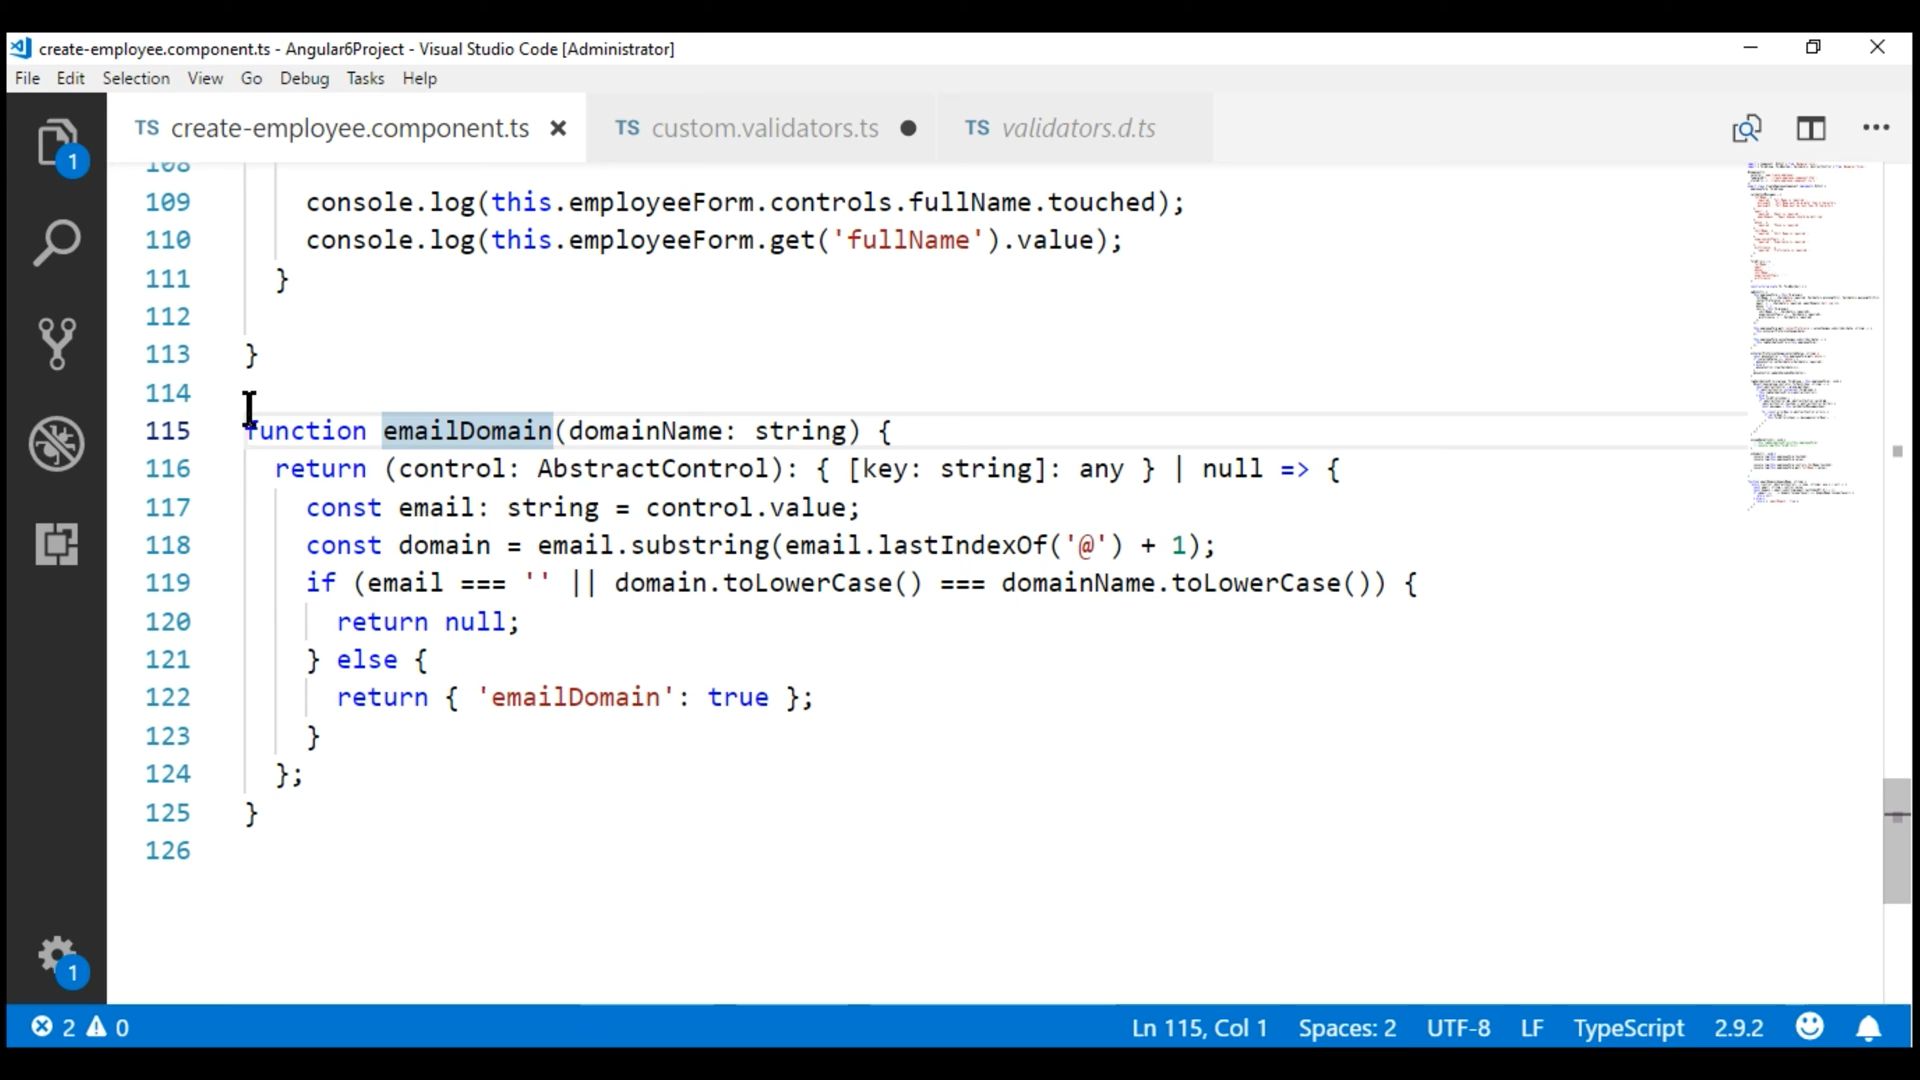 create-employee.component.ts - Angular6Project - Visual Studio Code [Administrator]
File Edit Selection View Go Debug Tasks Help
TS create-employee.component.ts TS custom.validators.ts TS validators.d.ts
1
108
109 console.log(this.employeeForm.controls.fullName.touched);
110 console.log(this.employeeForm.get('fullName').value);
111 }
112
113 }
114
115 function emailDomain(domainName: string) {
116 return (control: AbstractControl): { [key: string]: any } | null => {
117 const email: string = control.value;
118 const domain = email.substring(email.lastIndexOf('@') + 1);
119 if (email === '' || domain.toLowerCase() === domainName.toLowerCase()) {
120 return null;
121 } else {
122 return { 'emailDomain': true };
123 }
124 };
125 }
126
1
2 0 Ln 115, Col 1 Spaces: 2 UTF-8 LF TypeScript 2.9.2